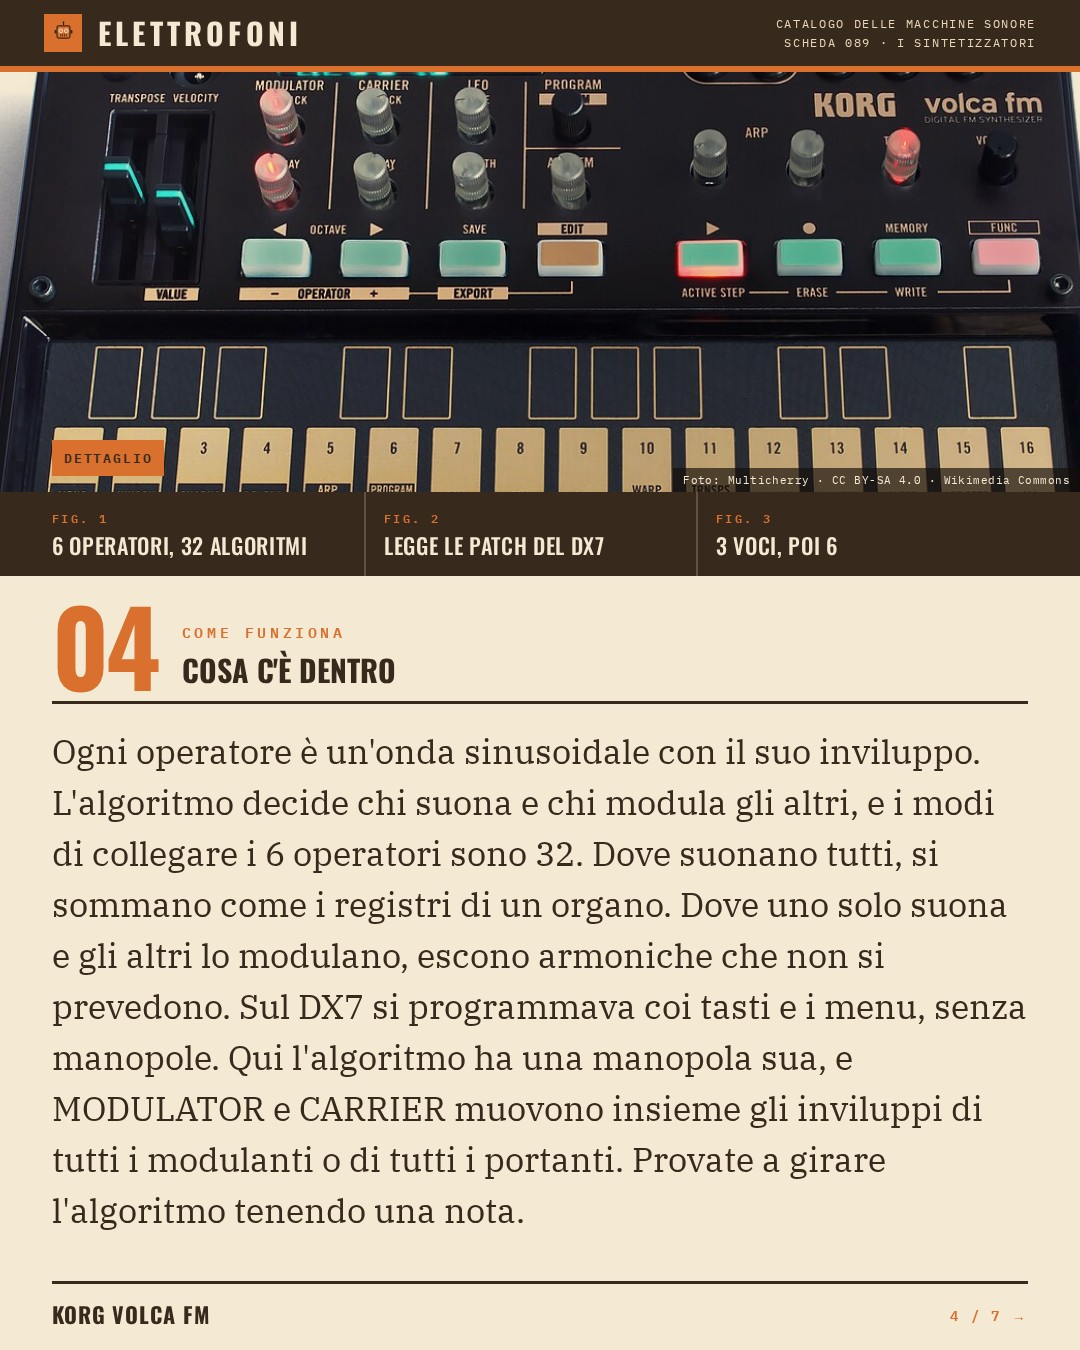 ELETTROFONI
CATALOGO DELLE MACCHINE SONORE
SCHEDA 089 · I SINTETIZZATORI
TRANSPOSE VELOCITY
MODULATOR
CARRIER
LFO
PROGRAM
KORG volca fm
DIGITAL FM SYNTHESIZER
ARP
◀ OCTAVE ▶
SAVE
EDIT
MEMORY
FUNC
VALUE
− OPERATOR +
EXPORT
ACTIVE STEP
ERASE
WRITE
3 4 5 6 7 8 9 10 11 12 13 14 15 16
ARP
PROGRAM
WARP
DETTAGLIO
Foto: Multicherry · CC BY-SA 4.0 · Wikimedia Commons
FIG. 1
6 OPERATORI, 32 ALGORITMI
FIG. 2
LEGGE LE PATCH DEL DX7
FIG. 3
3 VOCI, POI 6
04
COME FUNZIONA
COSA C'È DENTRO
Ogni operatore è un'onda sinusoidale con il suo inviluppo.
L'algoritmo decide chi suona e chi modula gli altri, e i modi
di collegare i 6 operatori sono 32. Dove suonano tutti, si
sommano come i registri di un organo. Dove uno solo suona
e gli altri lo modulano, escono armoniche che non si
prevedono. Sul DX7 si programmava coi tasti e i menu, senza
manopole. Qui l'algoritmo ha una manopola sua, e
MODULATOR e CARRIER muovono insieme gli inviluppi di
tutti i modulanti o di tutti i portanti. Provate a girare
l'algoritmo tenendo una nota.
KORG VOLCA FM
4 / 7 →